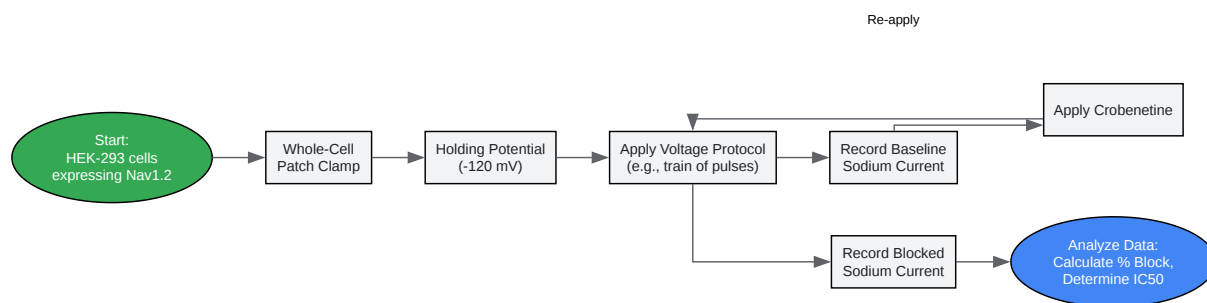 Re-apply
Apply Crobenetine
Start:
HEK-293 cells
expressing Nav1.2
Whole-Cell
Patch Clamp
Holding Potential
(-120 mV)
Apply Voltage Protocol
(e.g., train of pulses)
Record Baseline
Sodium Current
Record Blocked
Sodium Current
Analyze Data:
Calculate % Block,
Determine IC50